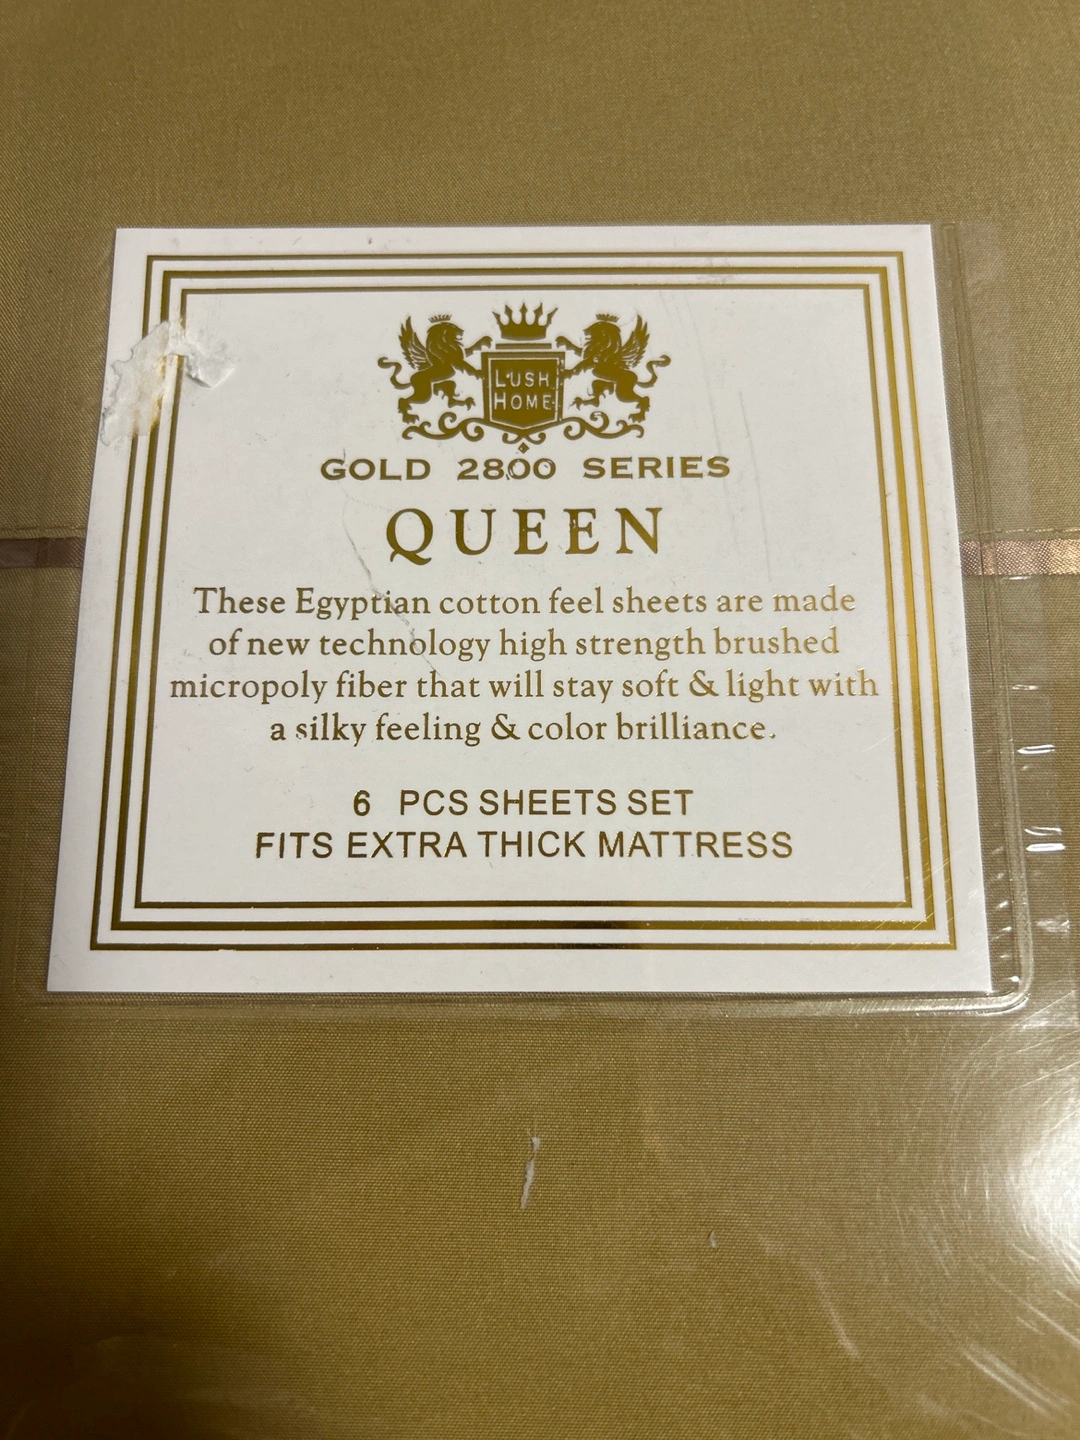 LUSH
HOME
GOLD 2800 SERIES
QUEEN
These Egyptian cotton feel sheets are made
of new technology high strength brushed
micropoly fiber that will stay soft & light with
a silky feeling & color brilliance.
6 PCS SHEETS SET
FITS EXTRA THICK MATTRESS